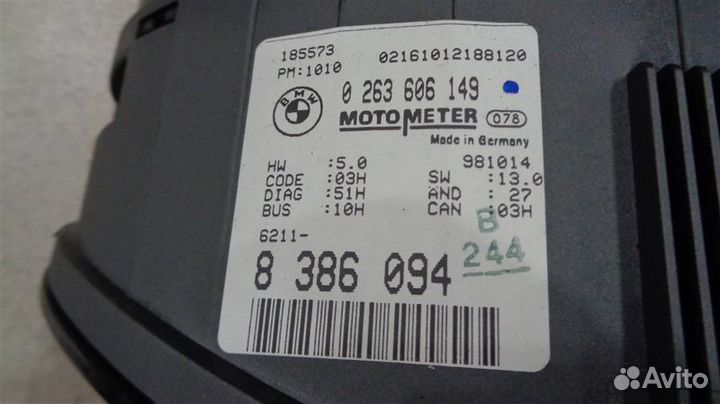 185573 02161012188120
PM:1010
BMW 0 263 606 149
MOTOMETER 078
Made in Germany
HW :5.0 981014
CODE :03H SW :13.0
DIAG :51H AND : 27
BUS :10H CAN :03H
6211- B
8 386 094 244
Avito